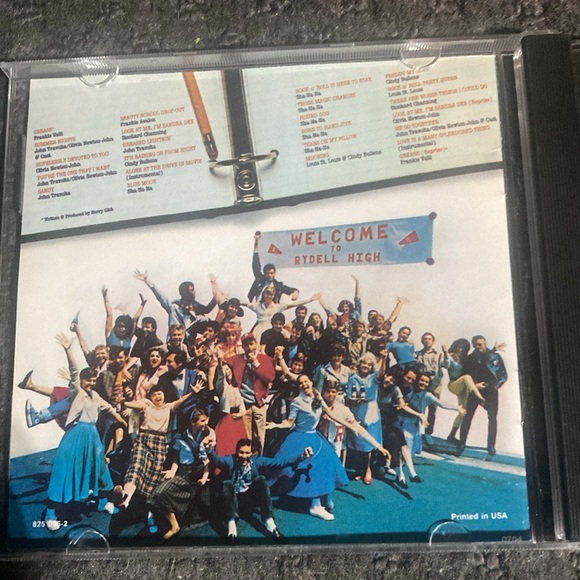 GREASE*
Frankie Valli
SUMMER NIGHTS
John Travolta/Olivia Newton-John
& Cast
HOPELESSLY DEVOTED TO YOU
Olivia Newton-John
YOU'RE THE ONE THAT I WANT
John Travolta/Olivia Newton-John
SANDY
John Travolta
BEAUTY SCHOOL DROP-OUT
Frankie Avalon
LOOK AT ME, I'M SANDRA DEE
Stockard Channing
GREASED LIGHTNIN'
John Travolta
IT'S RAINING ON PROM NIGHT
Cindy Bullens
ALONE AT THE DRIVE-IN MOVIE
(Instrumental)
BLUE MOON
Sha-Na-Na
* Written & Produced by Barry Gibb
ROCK N' ROLL IS HERE TO STAY
Sha-Na-Na
THOSE MAGIC CHANGES
Sha-Na-Na
HOUND DOG
Sha-Na-Na
BORN TO HAND JIVE
Sha-Na-Na
TEARS ON MY PILLOW
Sha-Na-Na
MOONING
Louis St. Louis & Cindy Bullens
FREDDY MY LOVE
Cindy Bullens
ROCK N' ROLL PARTY QUEEN
Louis St. Louis
THERE ARE WORSE THINGS I COULD DO
Stockard Channing
LOOK AT ME, I'M SANDRA DEE (Reprise)
Olivia Newton-John
WE GO TOGETHER
John Travolta/Olivia Newton-John & Cast
LOVE IS A MANY SPLENDORED THING
(Instrumental)
GREASE (Reprise)*
Frankie Valli
WELCOME
TO
RYDELL HIGH
825
-2
Printed in USA